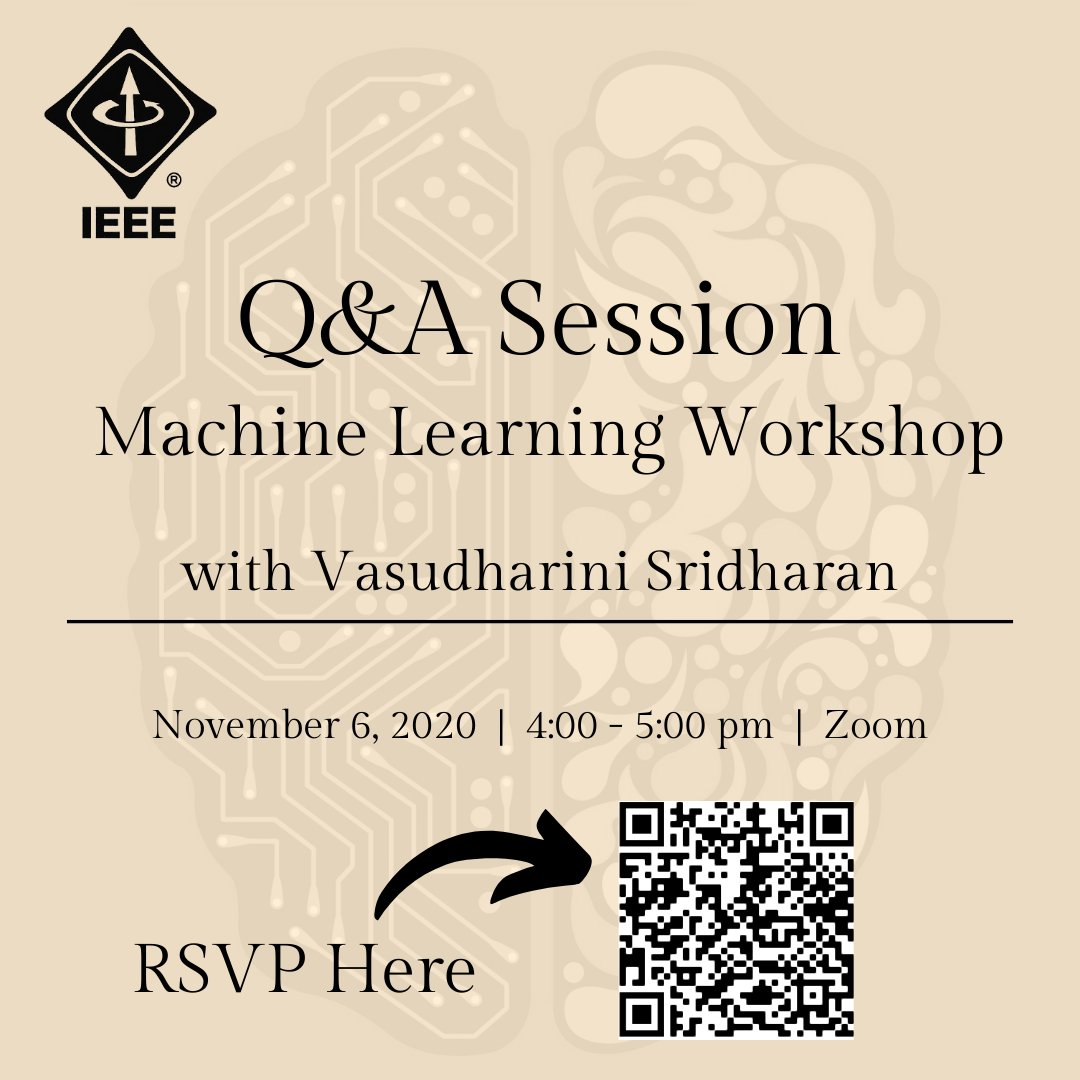 ®
IEEE
Q&A Session
Machine Learning Workshop
with Vasudharini Sridharan
November 6, 2020 | 4:00 - 5:00 pm | Zoom
RSVP Here